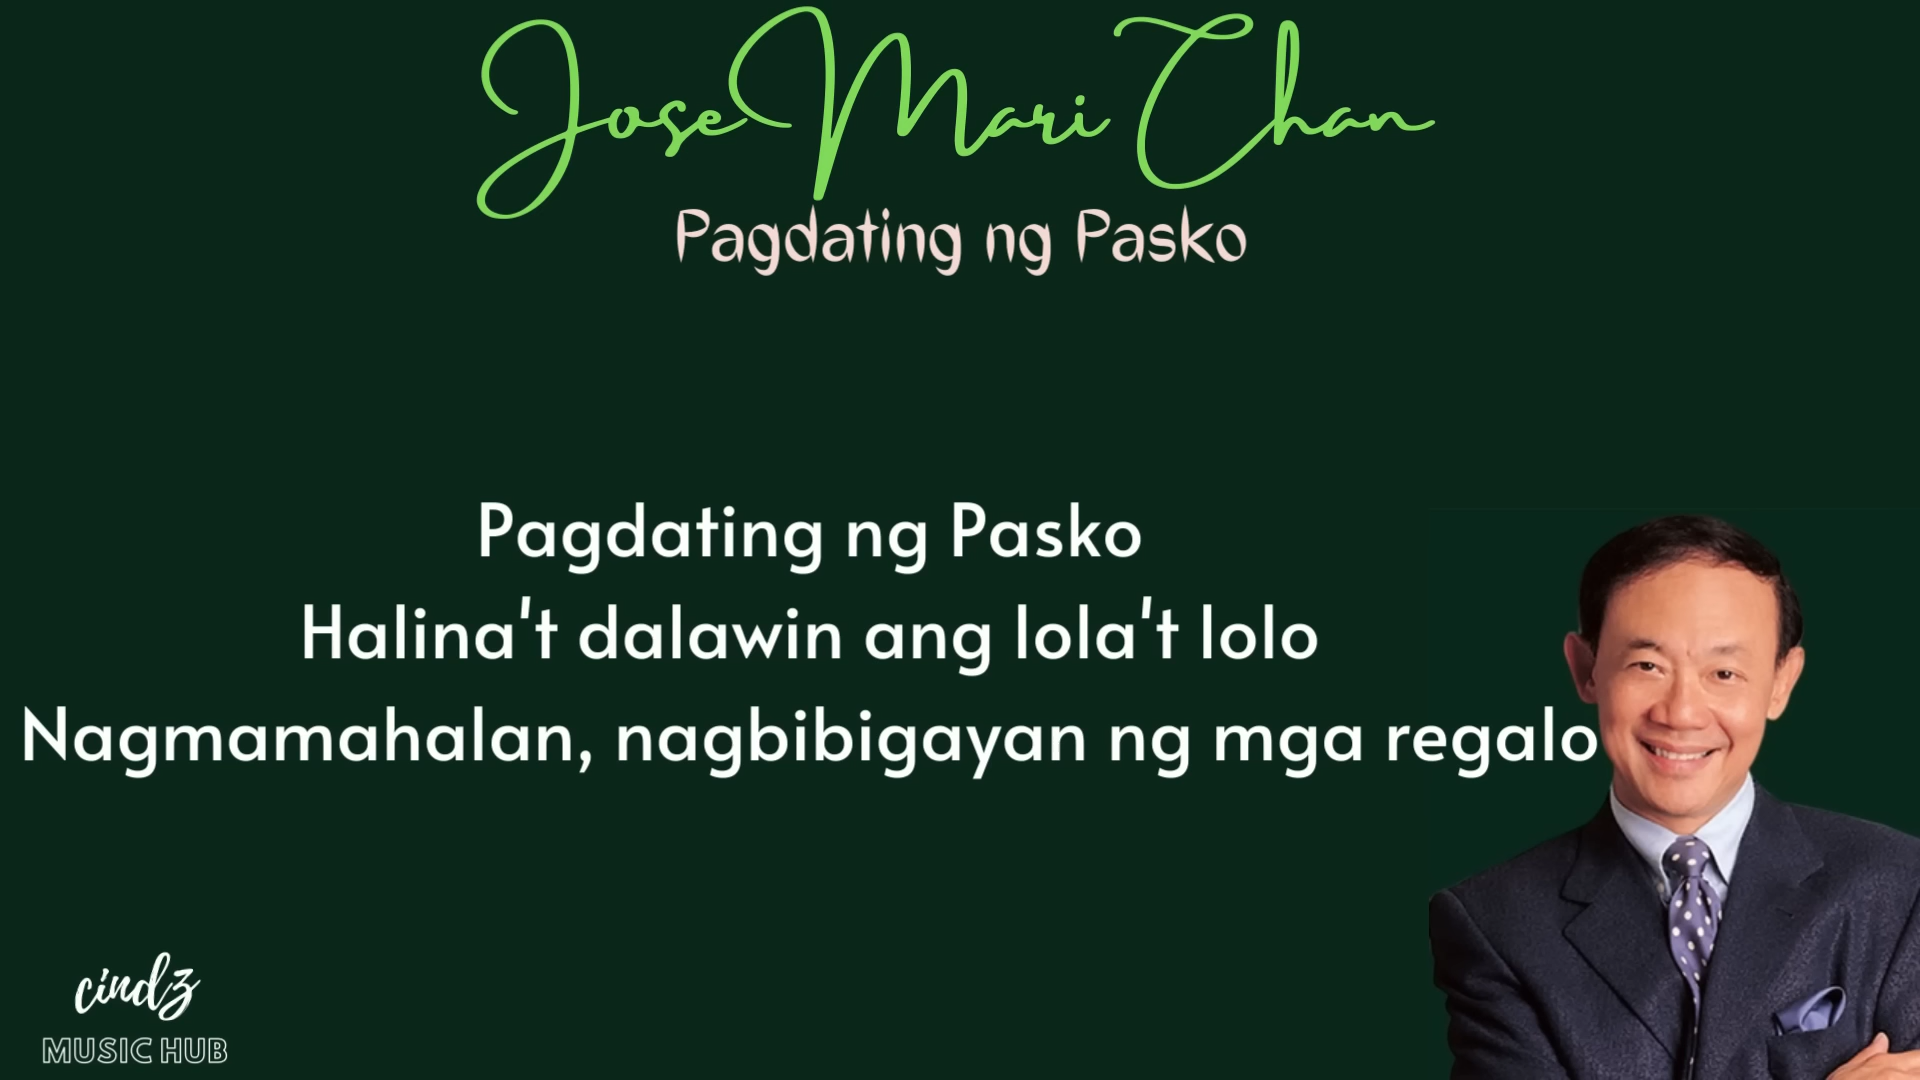 Jose Mari Chan
Pagdating ng Pasko
Pagdating ng Pasko
Halina't dalawin ang lola't lolo
Nagmamahalan, nagbibigayan ng mga regalo
cindz
MUSIC HUB